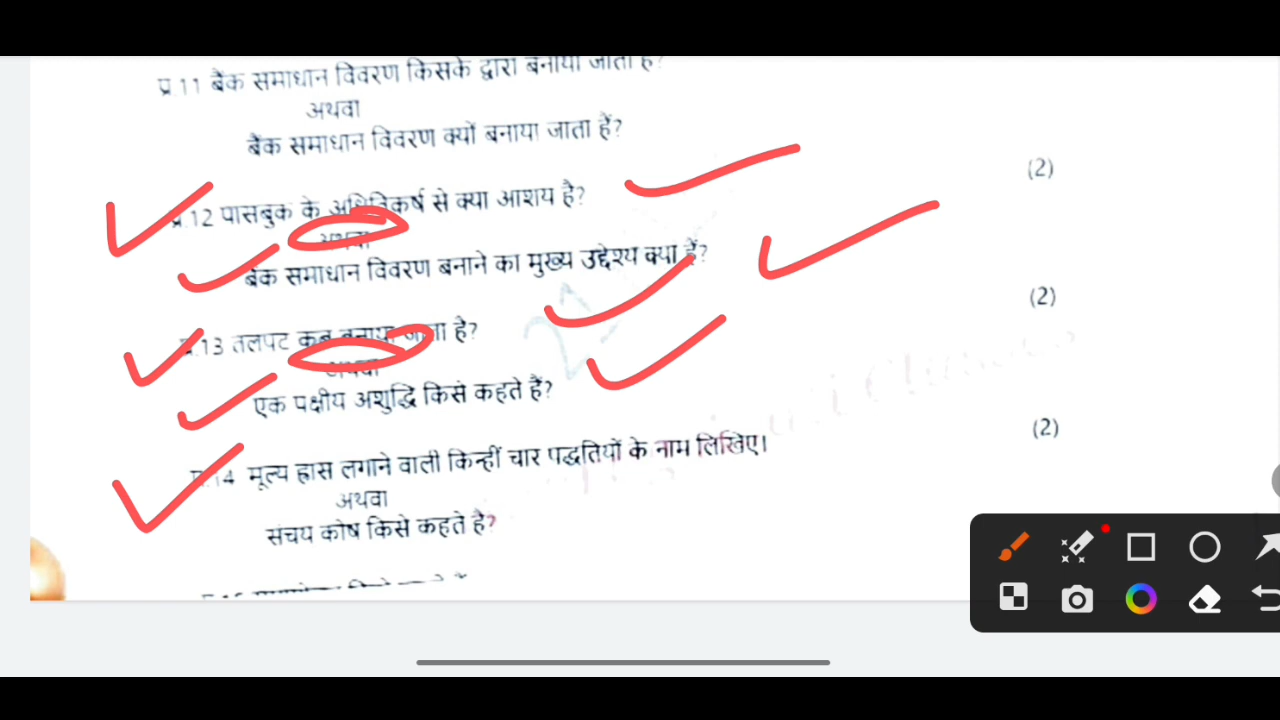 प्र.11 बैंक समाधान विवरण किसके द्वारा बनाया जाता है?
अथवा
बैंक समाधान विवरण क्यों बनाया जाता हैं?
(2)
प्र.12 पासबुक के अधिविकर्ष से क्या आशय है?
अथवा
बैंक समाधान विवरण बनाने का मुख्य उद्देश्य क्या हैं?
(2)
प्र.13 तलपट कब बनाया जाता है?
अथवा
एक पक्षीय अशुद्धि किसे कहते हैं?
(2)
प्र.14 मूल्य ह्रास लगाने वाली किन्हीं चार पद्धतियों के नाम लिखिए।
अथवा
संचय कोष किसे कहते है?